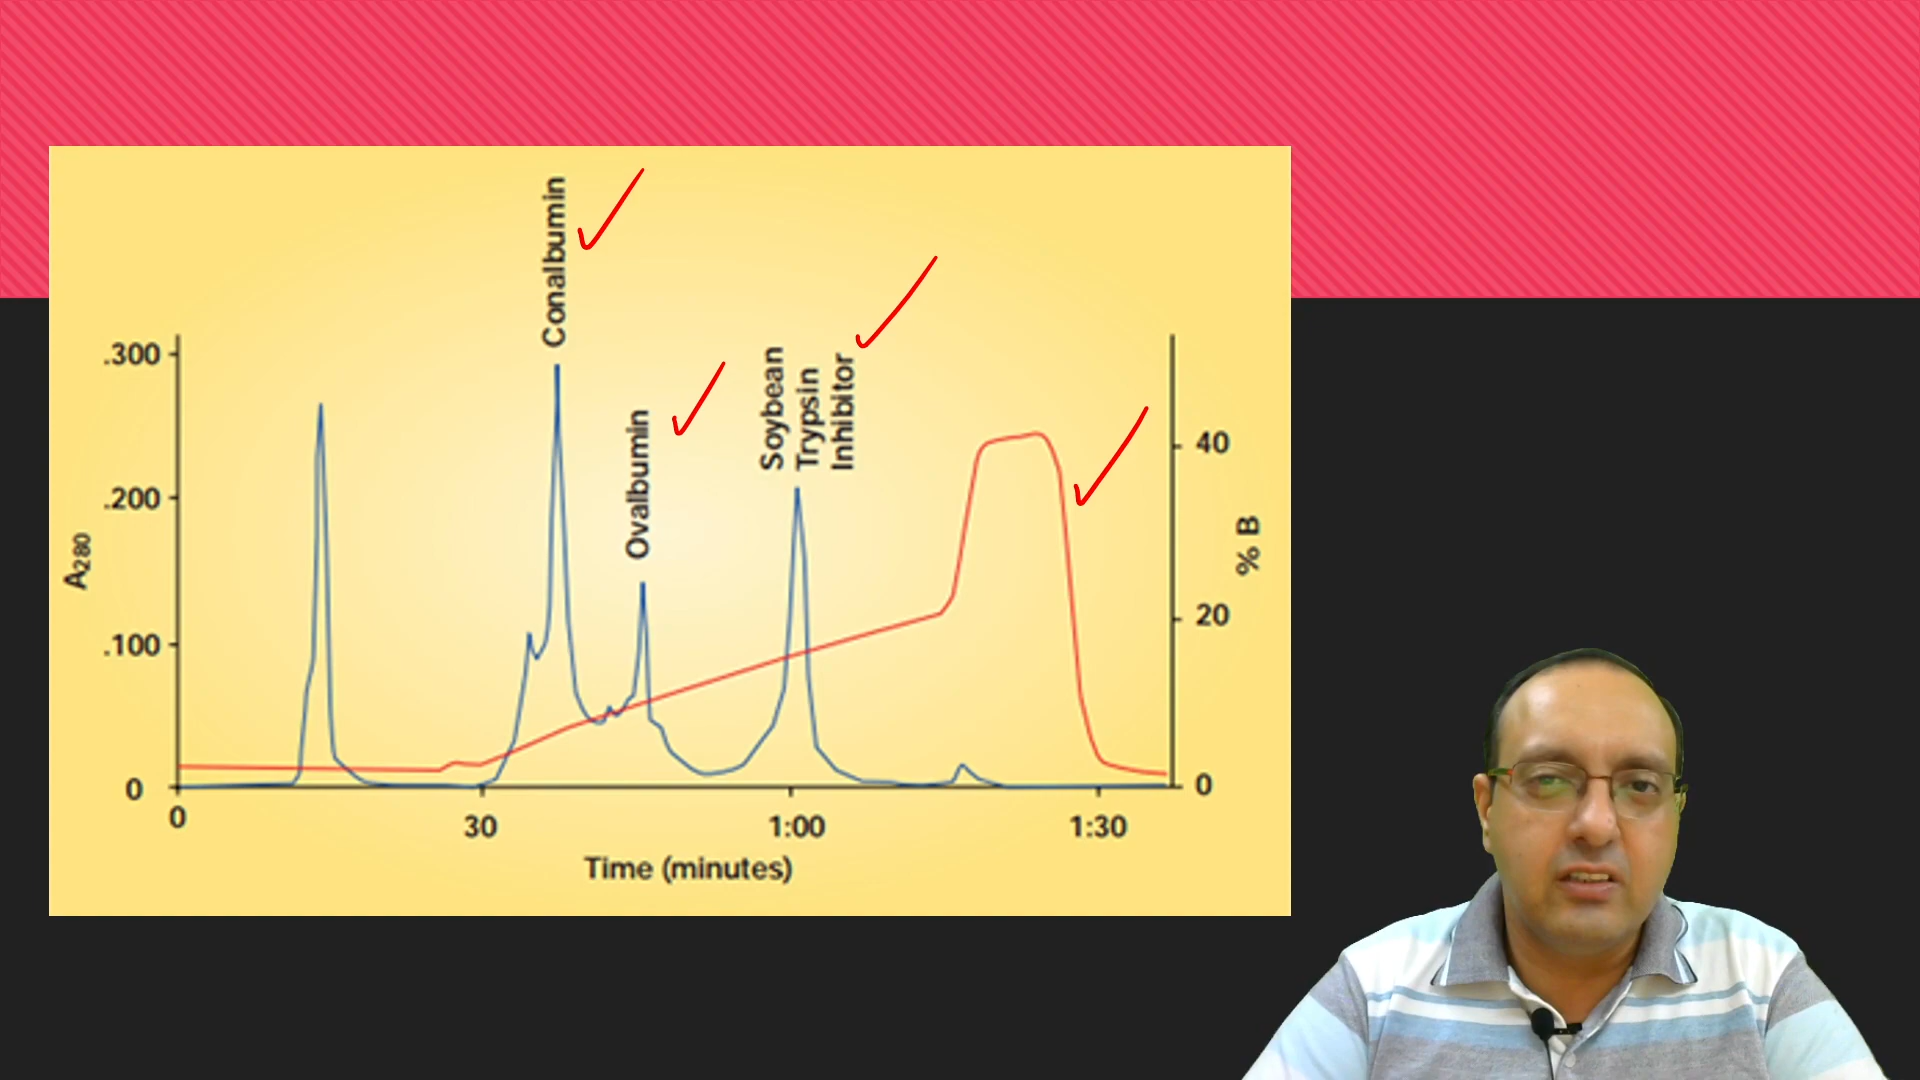 Conalbumin
Ovalbumin
Soybean
Trypsin
Inhibitor
.300
.200
.100
0
A280
40
20
0
% B
0
30
1:00
1:30
Time (minutes)